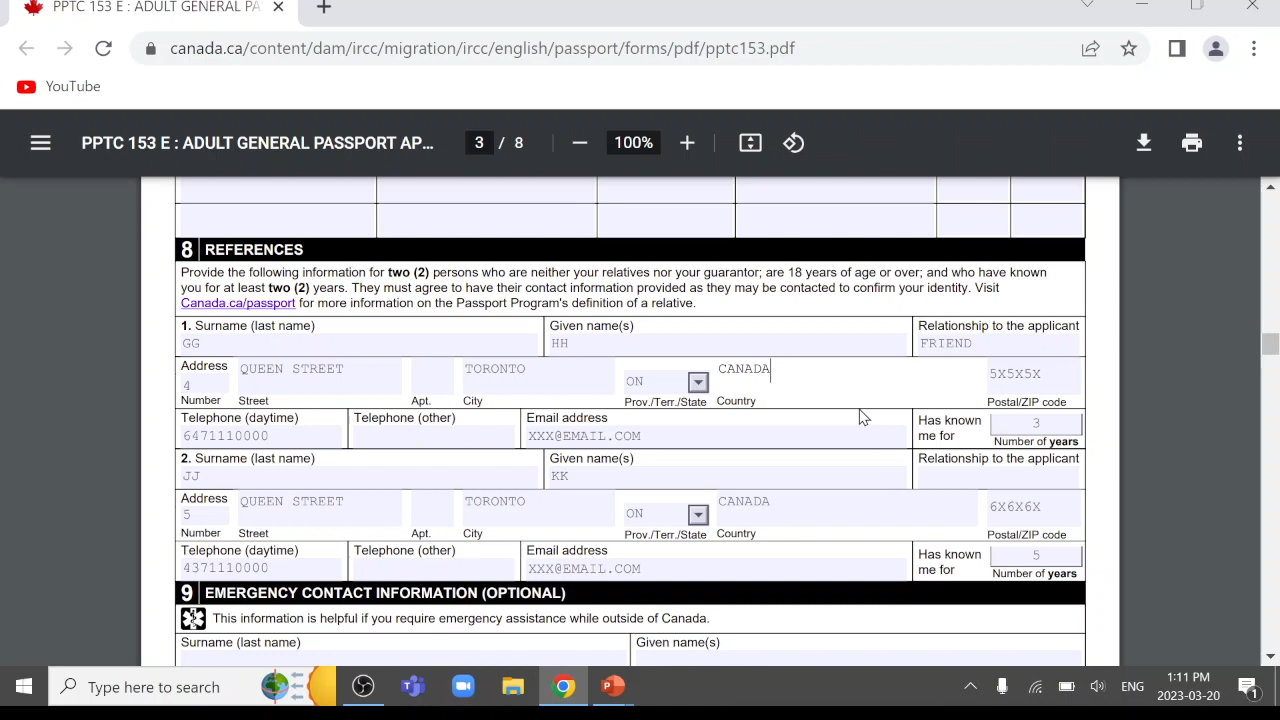 PPTC 153 E : ADULT GENERAL PA
canada.ca/content/dam/ircc/migration/ircc/english/passport/forms/pdf/pptc153.pdf
YouTube
PPTC 153 E : ADULT GENERAL PASSPORT AP... 3 / 8 100%
8 REFERENCES
Provide the following information for two (2) persons who are neither your relatives nor your guarantor; are 18 years of age or over; and who have known
you for at least two (2) years. They must agree to have their contact information provided as they may be contacted to confirm your identity. Visit
Canada.ca/passport for more information on the Passport Program's definition of a relative.
1. Surname (last name) Given name(s) Relationship to the applicant
GG HH FRIEND
Address QUEEN STREET TORONTO CANADA
4 ON 5X5X5X
Number Street Apt. City Prov./Terr./State Country Postal/ZIP code
Telephone (daytime) Telephone (other) Email address Has known 3
6471110000 XXX@EMAIL.COM me for Number of years
2. Surname (last name) Given name(s) Relationship to the applicant
JJ KK
Address QUEEN STREET TORONTO CANADA
5 ON 6X6X6X
Number Street Apt. City Prov./Terr./State Country Postal/ZIP code
Telephone (daytime) Telephone (other) Email address Has known 5
4371110000 XXX@EMAIL.COM me for Number of years
9 EMERGENCY CONTACT INFORMATION (OPTIONAL)
This information is helpful if you require emergency assistance while outside of Canada.
Surname (last name) Given name(s)
Type here to search ENG 1:11 PM
2023-03-20 1